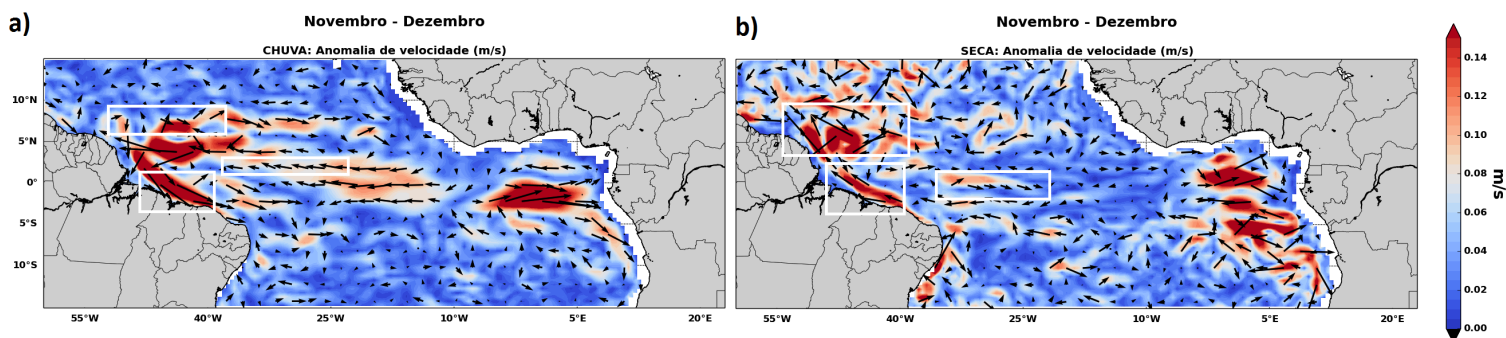 a)
Novembro - Dezembro
CHUVA: Anomalia de velocidade (m/s)
10°N
5°N
0°
5°S
10°S
55°W
40°W
25°W
10°W
5°E
20°E
b)
Novembro - Dezembro
SECA: Anomalia de velocidade (m/s)
55°W
40°W
25°W
10°W
5°E
20°E
0.14
0.12
0.10
0.08
0.06
0.04
0.02
0.00
m/s